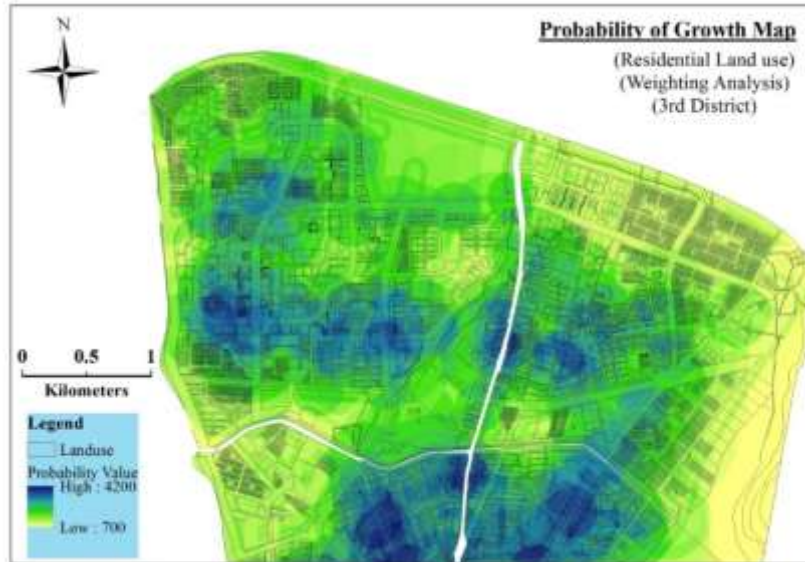 Probability of Growth Map
(Residential Land use)
(Weighting Analysis)
(3rd District)
N
0 0.5 1
Kilometers
Legend
Landuse
Probability Value
High : 4200
Low : 700